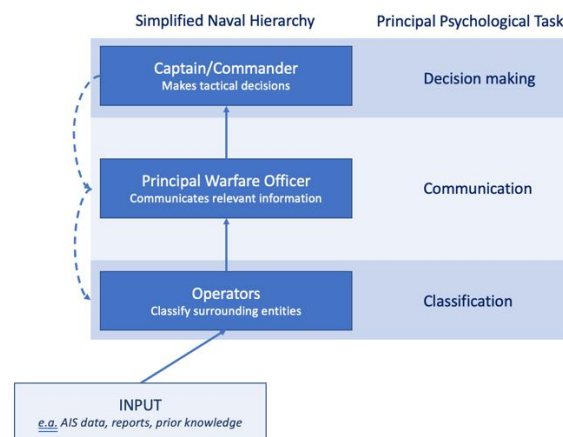 Simplified Naval Hierarchy
Principal Psychological Task
Captain/Commander
Makes tactical decisions
Decision making
Principal Warfare Officer
Communicates relevant information
Communication
Operators
Classify surrounding entities
Classification
INPUT
e.a. AIS data, reports, prior knowledge